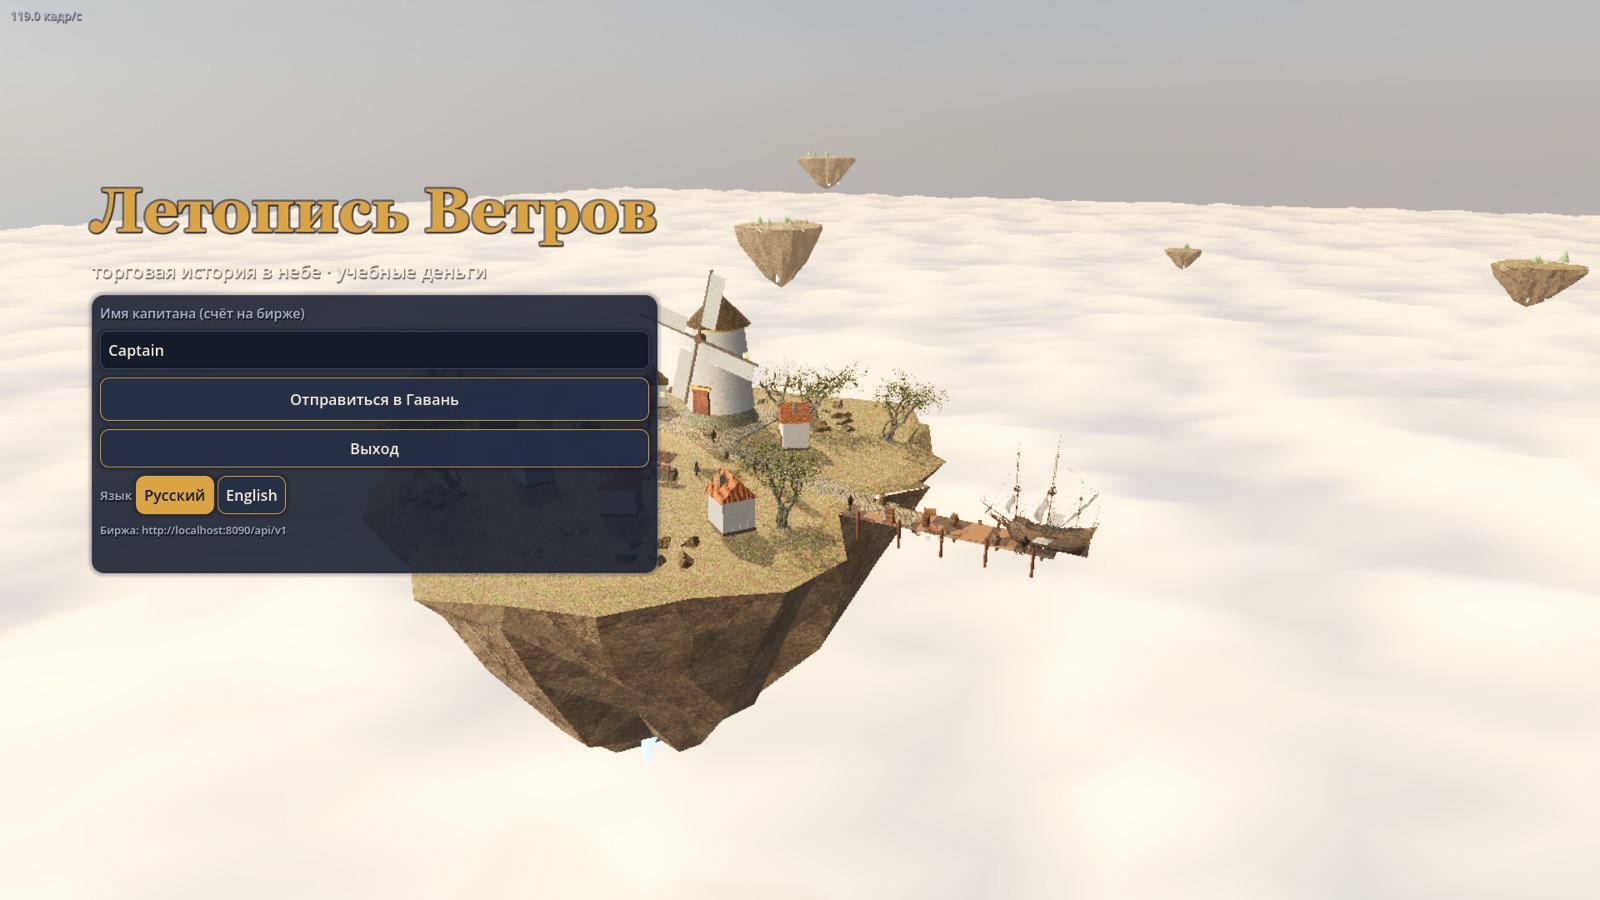 119.0 кадр/с
Летопись Ветров
торговая история в небе · учебные деньги
Имя капитана (счёт на бирже)
Captain
Отправиться в Гавань
Выход
Язык Русский English
Биржа: http://localhost:8090/api/v1